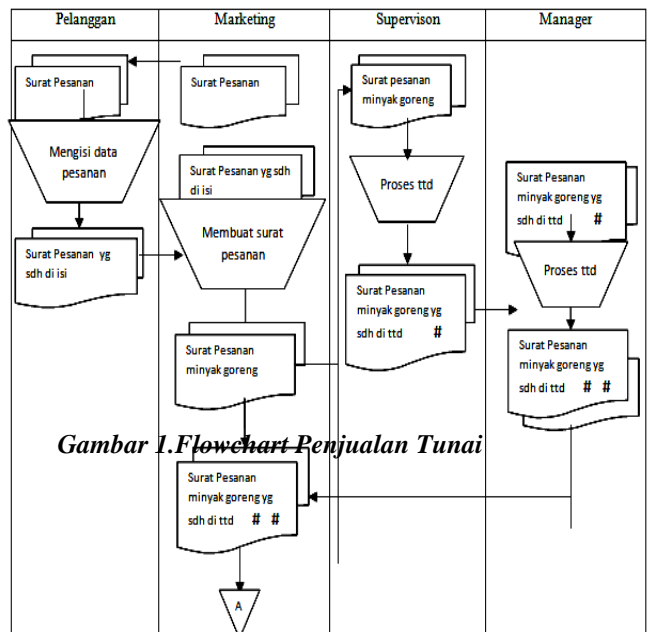 Pelanggan
Marketing
Supervison
Manager
Surat Pesanan
Surat Pesanan
Surat pesanan
minyak goreng
Mengisi data
pesanan
Surat Pesanan yg sdh
di isi
Proses ttd
Surat Pesanan
minyak goreng yg
sdh di ttd #
Membuat surat
pesanan
Surat Pesanan yg
sdh di isi
Proses ttd
Surat Pesanan
minyak goreng yg
sdh di ttd #
Surat Pesanan
minyak goreng
Surat Pesanan
minyak goreng yg
sdh di ttd # #
Gambar 1.Flowchart Penjualan Tunai
Surat Pesanan
minyak goreng yg
sdh di ttd # #
A